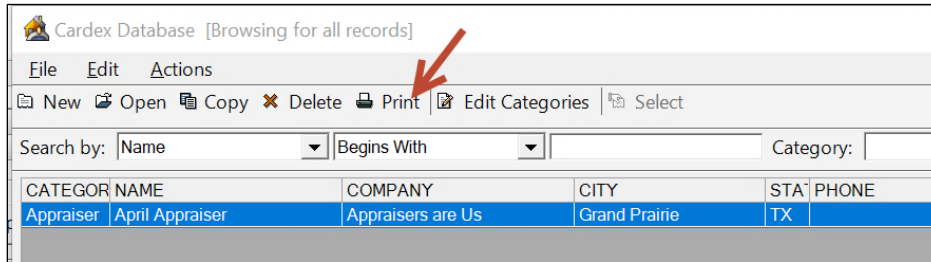 Cardex Database [Browsing for all records]
File Edit Actions
New Open Copy Delete Print Edit Categories Select
Search by: Name Begins With Category:
CATEGOR NAME COMPANY CITY STAT PHONE
Appraiser April Appraiser Appraisers are Us Grand Prairie TX